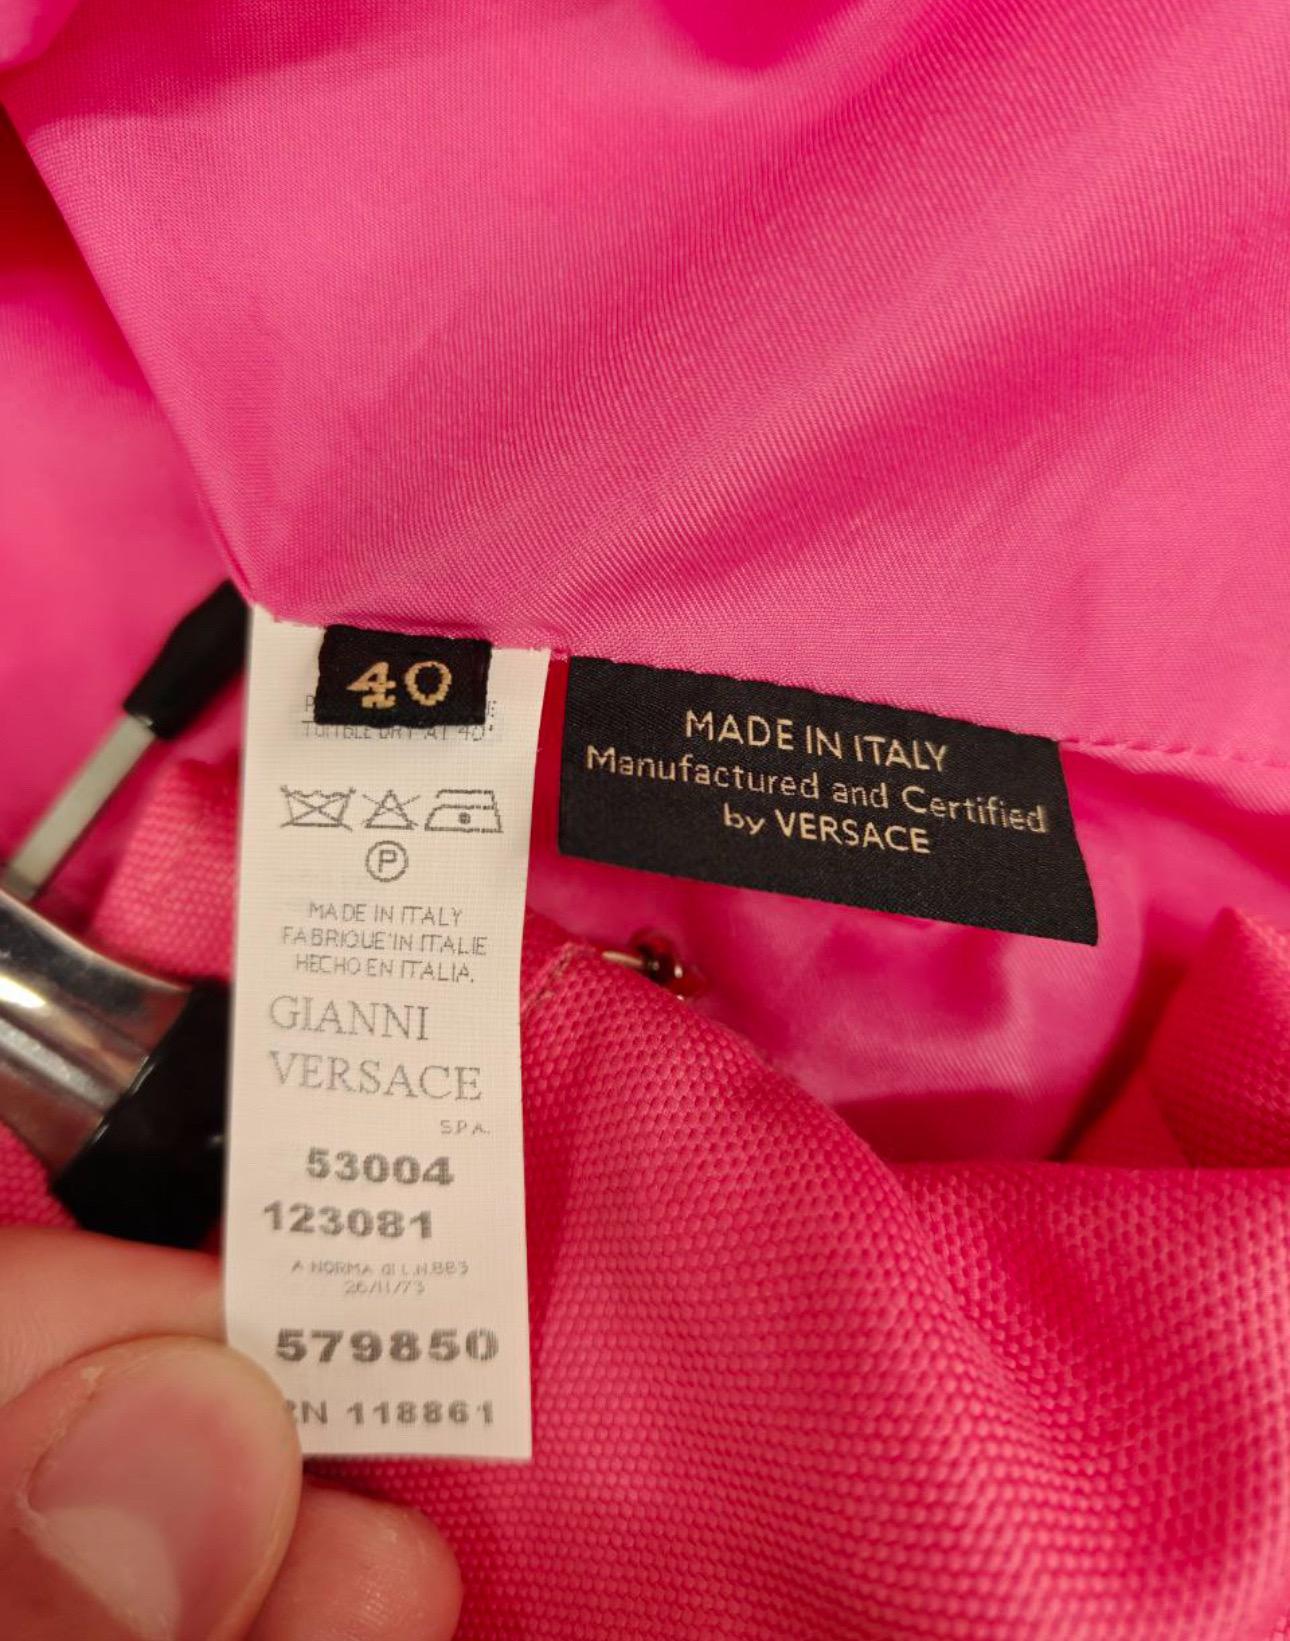 40
TUMBLE DRY AT 40°
P
MADE IN ITALY
FABRIQUE'IN ITALIE
HECHO EN ITALIA.
GIANNI
VERSACE
S.P.A.
53004
123081
A NORMA di L.N.883
26/11/73
579850
RN 118861
MADE IN ITALY
Manufactured and Certified
by VERSACE